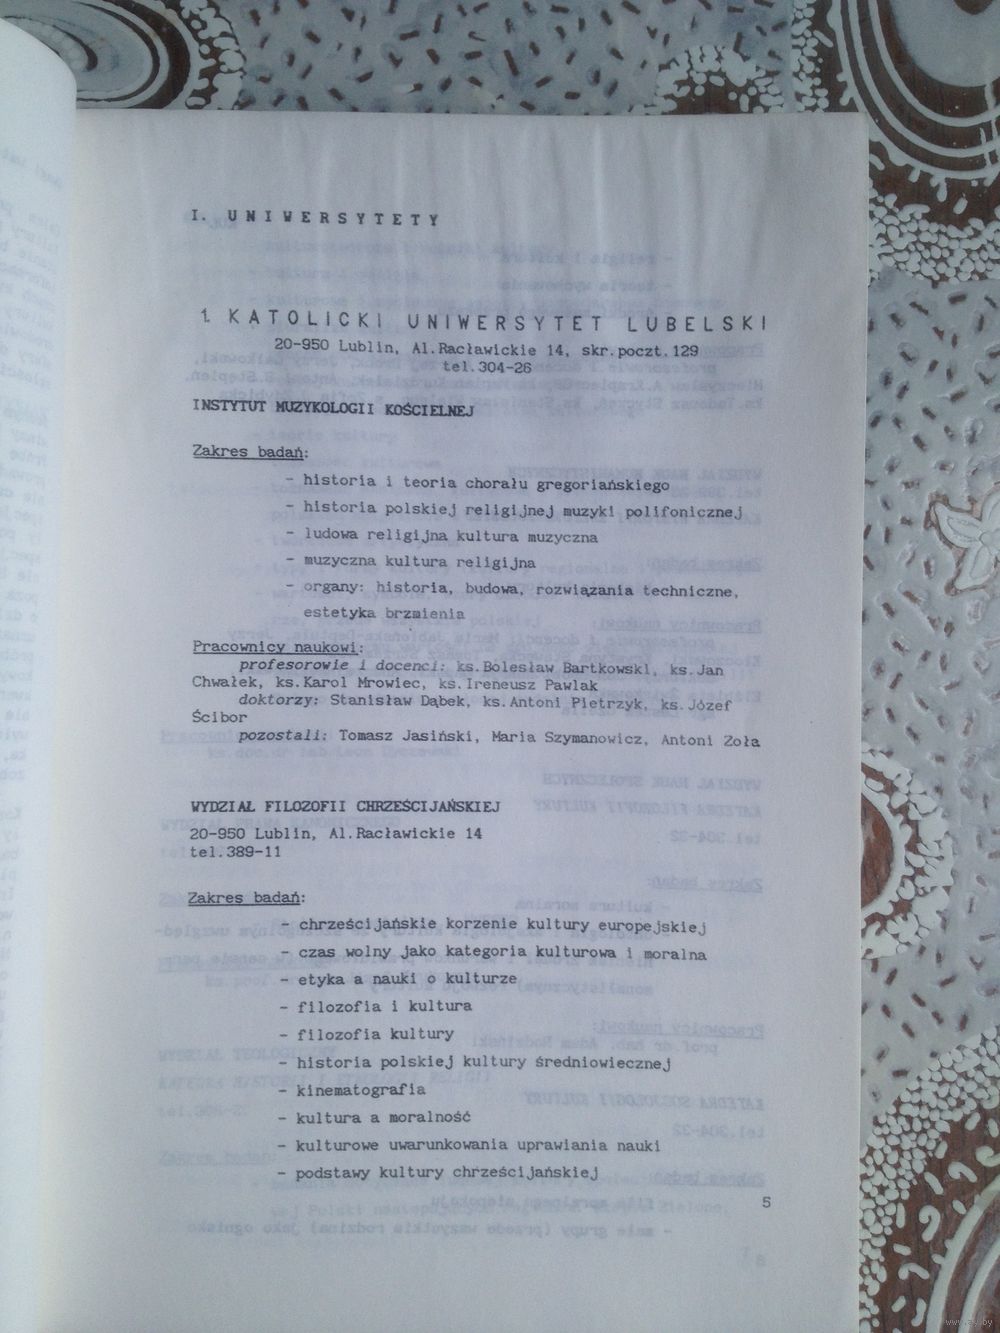 I. UNIWERSYTETY
1. KATOLICKI UNIWERSYTET LUBELSKI
20-950 Lublin, Al.Racławickie 14, skr.poczt.129
tel.304-26
INSTYTUT MUZYKOLOGII KOŚCIELNEJ
Zakres badań:
- historia i teoria chorału gregoriańskiego
- historia polskiej religijnej muzyki polifonicznej
- ludowa religijna kultura muzyczna
- muzyczna kultura religijna
- organy: historia, budowa, rozwiązania techniczne,
estetyka brzmienia
Pracownicy naukowi:
profesorowie i docenci: ks.Bolesław Bartkowski, ks.Jan
Chwałek, ks.Karol Mrowiec, ks.Ireneusz Pawlak
doktorzy: Stanisław Dąbek, ks.Antoni Pietrzyk, ks.Józef
Ścibor
pozostali: Tomasz Jasiński, Maria Szymanowicz, Antoni Zoła
WYDZIAŁ FILOZOFII CHRZEŚCIJAŃSKIEJ
20-950 Lublin, Al.Racławickie 14
tel.389-11
Zakres badań:
- chrześcijańskie korzenie kultury europejskiej
- czas wolny jako kategoria kulturowa i moralna
- etyka a nauki o kulturze
- filozofia i kultura
- filozofia kultury
- historia polskiej kultury średniowiecznej
- kinematografia
- kultura a moralność
- kulturowe uwarunkowania uprawiania nauki
- podstawy kultury chrześcijańskiej
5